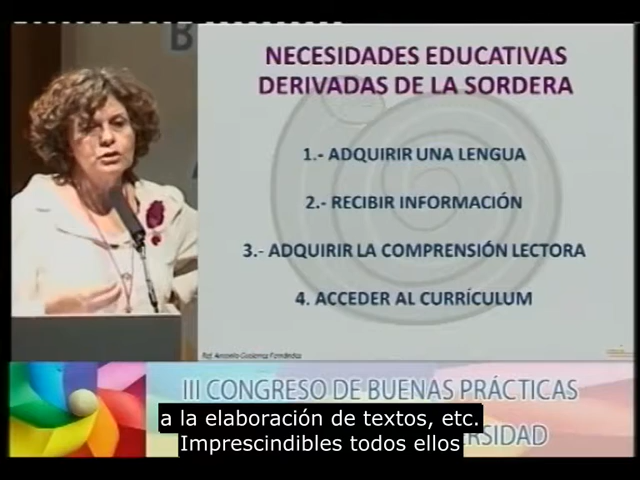 NECESIDADES EDUCATIVAS
DERIVADAS DE LA SORDERA
1.- ADQUIRIR UNA LENGUA
2.- RECIBIR INFORMACIÓN
3.- ADQUIRIR LA COMPRENSIÓN LECTORA
4. ACCEDER AL CURRÍCULUM
III CONGRESO DE BUENAS PRÁCTICAS
a la elaboración de textos, etc.
Imprescindibles todos ellos